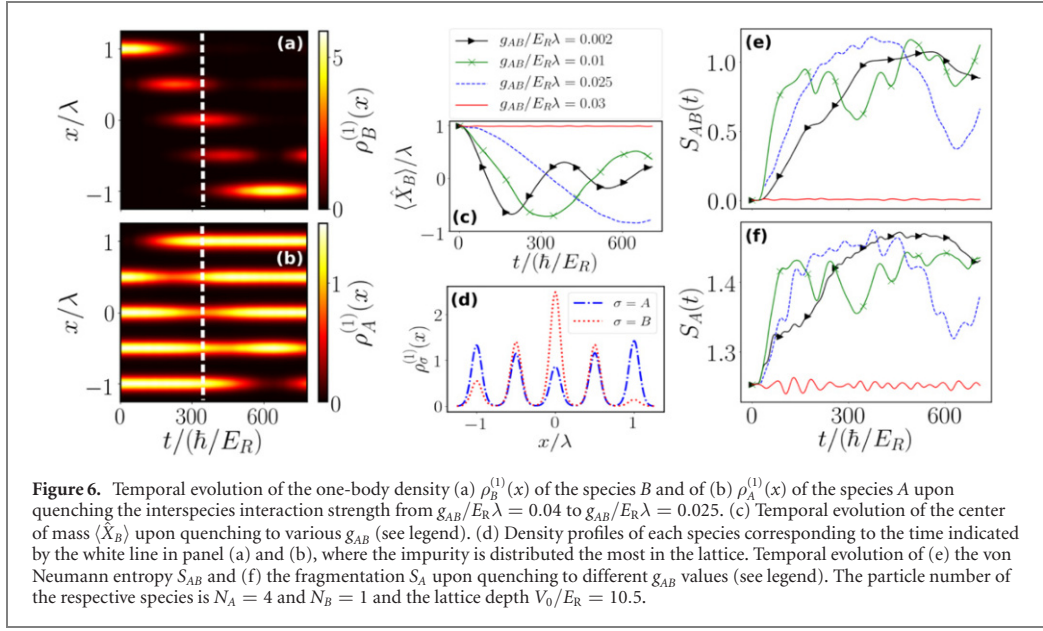 (a)
x/λ
1
0
−1
5
0
ρ_B^(1)(x)
(b)
x/λ
1
0
−1
0
300
600
t/(ħ/E_R)
1
0
ρ_A^(1)(x)
g_AB/E_Rλ = 0.002
g_AB/E_Rλ = 0.01
g_AB/E_Rλ = 0.025
g_AB/E_Rλ = 0.03
⟨X̂_B⟩/λ
1
0
−1
(c)
0
300
600
t/(ħ/E_R)
(d)
σ = A
σ = B
ρ_σ^(1)(x)
2
1
0
−1
0
1
x/λ
(e)
S_AB(t)
1.0
0.5
0.0
(f)
S_A(t)
1.4
1.3
0
300
600
t/(ħ/E_R)
Figure 6. Temporal evolution of the one-body density (a) ρ_B^(1)(x) of the species B and of (b) ρ_A^(1)(x) of the species A upon
quenching the interspecies interaction strength from g_AB/E_Rλ = 0.04 to g_AB/E_Rλ = 0.025. (c) Temporal evolution of the center
of mass ⟨X̂_B⟩ upon quenching to various g_AB (see legend). (d) Density profiles of each species corresponding to the time indicated
by the white line in panel (a) and (b), where the impurity is distributed the most in the lattice. Temporal evolution of (e) the von
Neumann entropy S_AB and (f) the fragmentation S_A upon quenching to different g_AB values (see legend). The particle number of
the respective species is N_A = 4 and N_B = 1 and the lattice depth V_0/E_R = 10.5.